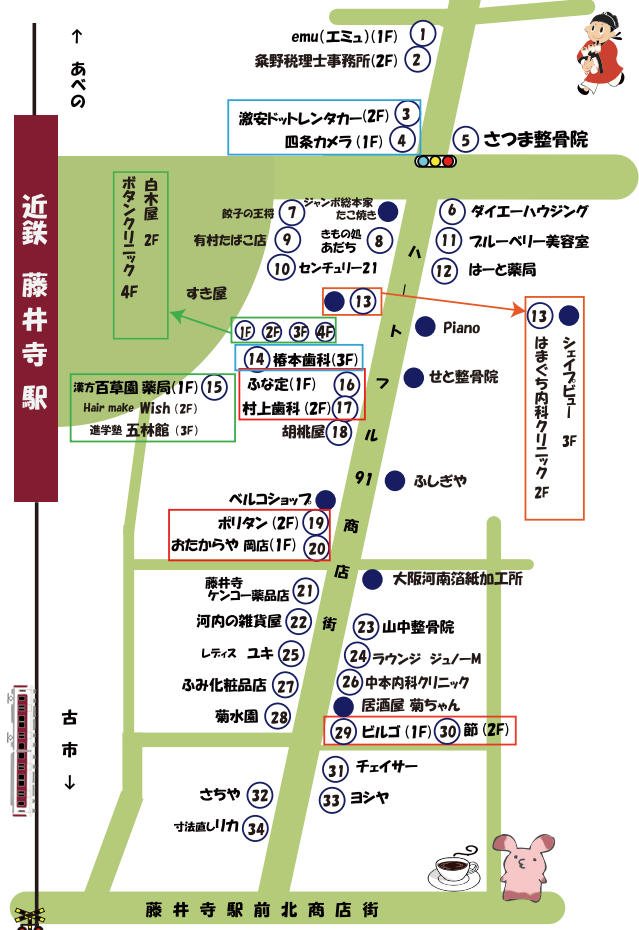 emu(エミュ)(1F) 1
粂野税理士事務所(2F) 2
↑ あべの
激安ドットレンタカー(2F) 3
四条カメラ (1F) 4
5 さつま整骨院
近鉄 藤井寺駅
白木屋 2F
ボタンクリニック 4F
餃子の王将 7
ジャンボ総本家
たこ焼き
6 ダイエーハウジング
有村たばこ店 9
きもの処
あだち 8
11 ブルーベリー美容室
10 センチュリー21
12 はーと薬局
すき屋
13
ハートフル91商店街
1F 2F 3F 4F
Piano
13
シェイプビュー 3F
はまぐち内科クリニック 2F
14 椿本歯科(3F)
漢方百草園 薬局(1F) 15
Hair make Wish (2F)
進学塾 五林館 (3F)
ふな定(1F) 16
村上歯科 (2F) 17
胡桃屋 18
せと整骨院
ふしぎや
ベルコショップ
ポリタン (2F) 19
おたからや 岡店(1F) 20
大阪河南箔紙加工所
藤井寺
ケンコー薬品店 21
河内の雑貨屋 22
23 山中整骨院
レディス ユキ 25
24 ラウンジ ジュノーM
ふみ化粧品店 27
26 中本内科クリニック
居酒屋 菊ちゃん
菊水園 28
29 ビルゴ (1F) 30 節 (2F)
古市 ↓
31 チェイサー
さちや 32
33 ヨシヤ
寸法直しリカ 34
藤井寺駅前北商店街